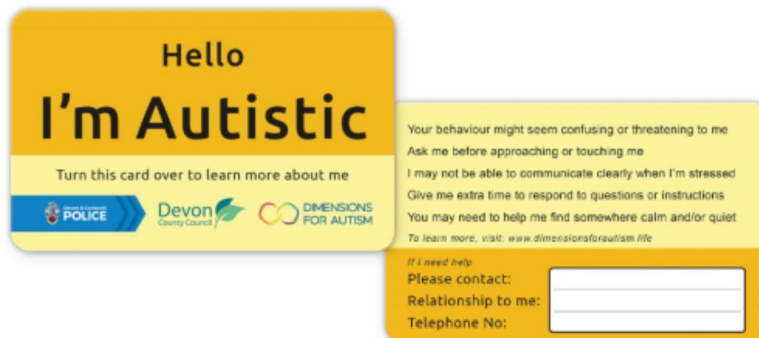 Hello
I'm Autistic
Turn this card over to learn more about me
Devon & Cornwall
POLICE
Devon
County Council
DIMENSIONS
FOR AUTISM
Your behaviour might seem confusing or threatening to me
Ask me before approaching or touching me
I may not be able to communicate clearly when I'm stressed
Give me extra time to respond to questions or instructions
You may need to help me find somewhere calm and/or quiet
To learn more, visit: www.dimensionsforautism.life
If I need help
Please contact:
Relationship to me:
Telephone No: